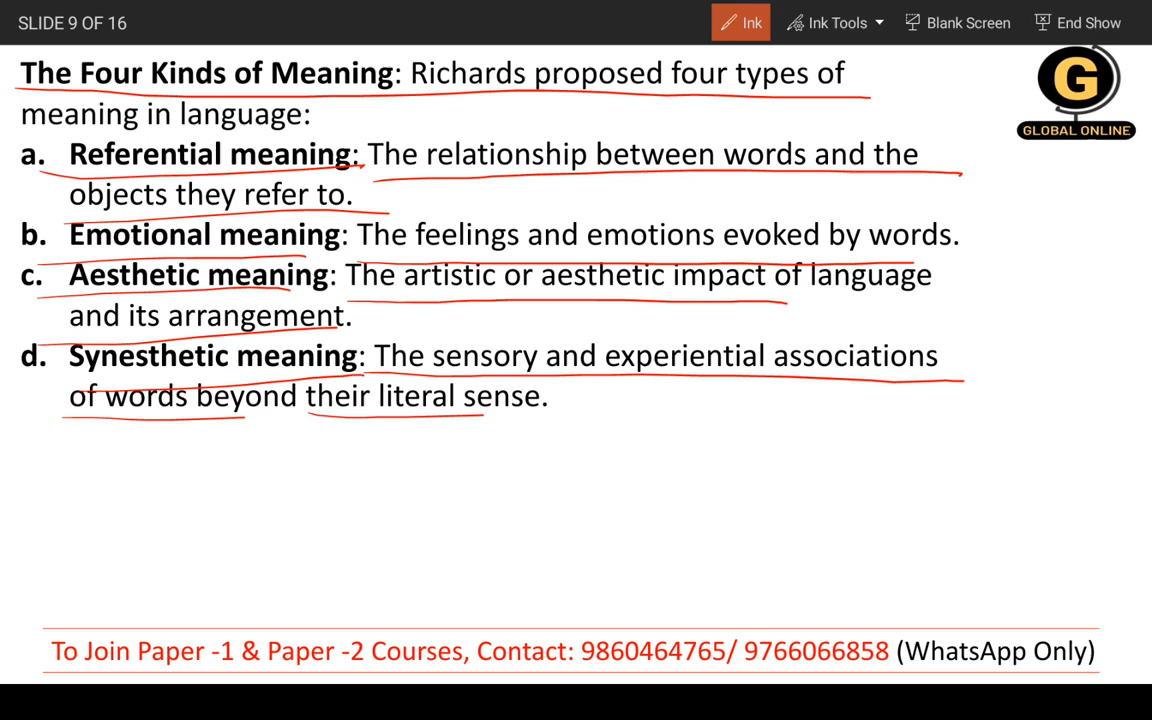 SLIDE 9 OF 16 Ink Ink Tools Blank Screen End Show
The Four Kinds of Meaning: Richards proposed four types of
meaning in language:
G
GLOBAL ONLINE
a. Referential meaning: The relationship between words and the
objects they refer to.
b. Emotional meaning: The feelings and emotions evoked by words.
c. Aesthetic meaning: The artistic or aesthetic impact of language
and its arrangement.
d. Synesthetic meaning: The sensory and experiential associations
of words beyond their literal sense.
To Join Paper -1 & Paper -2 Courses, Contact: 9860464765/ 9766066858 (WhatsApp Only)